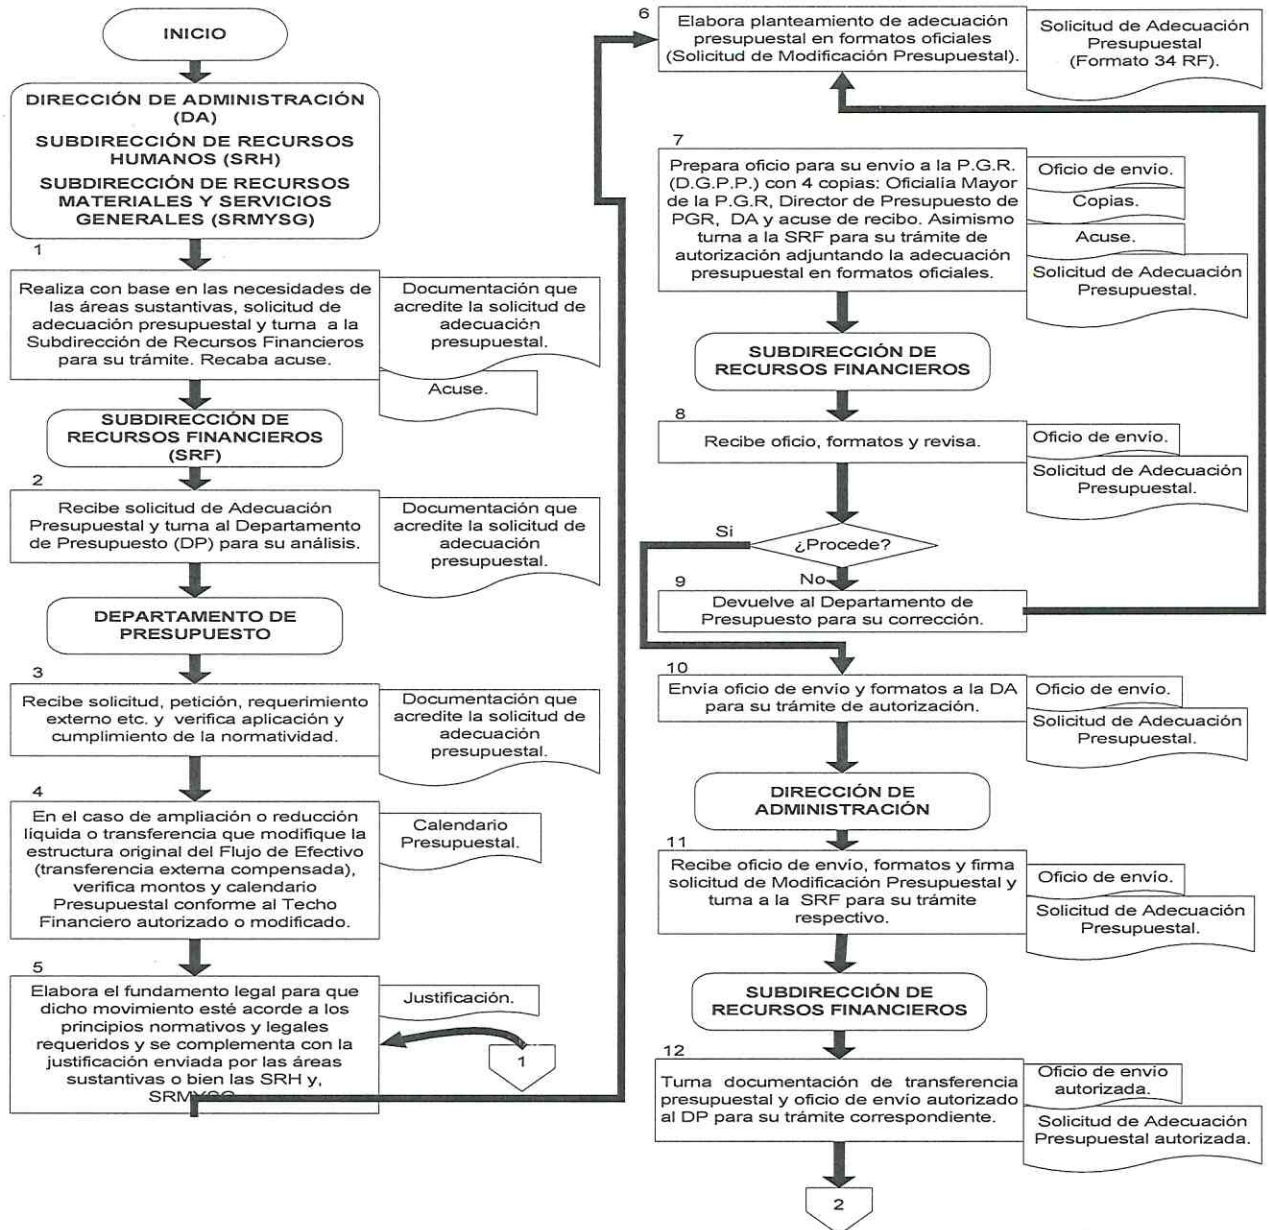 INICIO
DIRECCIÓN DE ADMINISTRACIÓN
(DA)
SUBDIRECCIÓN DE RECURSOS
HUMANOS (SRH)
SUBDIRECCIÓN DE RECURSOS
MATERIALES Y SERVICIOS
GENERALES (SRMYSG)
1
Realiza con base en las necesidades de
las áreas sustantivas, solicitud de
adecuación presupuestal y turna a la
Subdirección de Recursos Financieros
para su trámite. Recaba acuse.
Documentación que
acredite la solicitud de
adecuación
presupuestal.
Acuse.
SUBDIRECCIÓN DE
RECURSOS FINANCIEROS
(SRF)
2
Recibe solicitud de Adecuación
Presupuestal y turna al Departamento
de Presupuesto (DP) para su análisis.
Documentación que
acredite la solicitud de
adecuación
presupuestal.
DEPARTAMENTO DE
PRESUPUESTO
3
Recibe solicitud, petición, requerimiento
externo etc. y verifica aplicación y
cumplimiento de la normatividad.
Documentación que
acredite la solicitud de
adecuación
presupuestal.
4
En el caso de ampliación o reducción
líquida o transferencia que modifique la
estructura original del Flujo de Efectivo
(transferencia externa compensada),
verifica montos y calendario
Presupuestal conforme al Techo
Financiero autorizado o modificado.
Calendario
Presupuestal.
5
Elabora el fundamento legal para que
dicho movimiento esté acorde a los
principios normativos y legales
requeridos y se complementa con la
justificación enviada por las áreas
sustantivas o bien las SRH y,
SRMYSG
Justificación.
1
6
Elabora planteamiento de adecuación
presupuestal en formatos oficiales
(Solicitud de Modificación Presupuestal).
Solicitud de Adecuación
Presupuestal
(Formato 34 RF).
7
Prepara oficio para su envío a la P.G.R.
(D.G.P.P.) con 4 copias: Oficialía Mayor
de la P.G.R, Director de Presupuesto de
PGR, DA y acuse de recibo. Asimismo
turna a la SRF para su trámite de
autorización adjuntando la adecuación
presupuestal en formatos oficiales.
Oficio de envío.
Copias.
Acuse.
Solicitud de Adecuación
Presupuestal.
SUBDIRECCIÓN DE
RECURSOS FINANCIEROS
8
Recibe oficio, formatos y revisa.
Oficio de envío.
Solicitud de Adecuación
Presupuestal.
Si
¿Procede?
No
9
Devuelve al Departamento de
Presupuesto para su corrección.
10
Envía oficio de envío y formatos a la DA
para su trámite de autorización.
Oficio de envío.
Solicitud de Adecuación
Presupuestal.
DIRECCIÓN DE
ADMINISTRACIÓN
11
Recibe oficio de envío, formatos y firma
solicitud de Modificación Presupuestal y
turna a la SRF para su trámite
respectivo.
Oficio de envío.
Solicitud de Adecuación
Presupuestal.
SUBDIRECCIÓN DE
RECURSOS FINANCIEROS
12
Turna documentación de transferencia
presupuestal y oficio de envío autorizado
al DP para su trámite correspondiente.
Oficio de envío
autorizada.
Solicitud de Adecuación
Presupuestal autorizada.
2